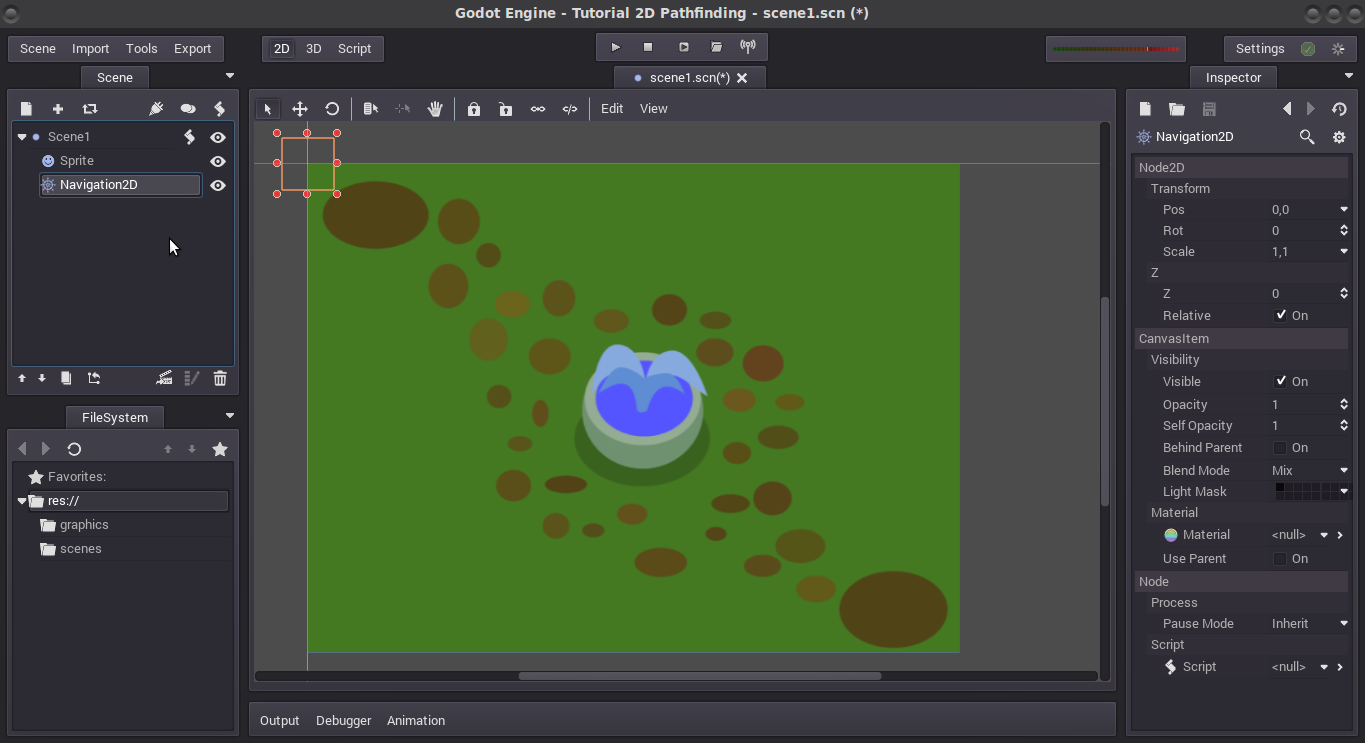 Godot Engine - Tutorial 2D Pathfinding - scene1.scn (*)
Scene Import Tools Export 2D 3D Script Settings
Scene
scene1.scn(*)
Inspector
Edit View
Scene1
Sprite
Navigation2D
FileSystem
Favorites:
res://
graphics
scenes
Output Debugger Animation
Navigation2D
Node2D
Transform
Pos 0,0
Rot 0
Scale 1,1
Z
Z 0
Relative On
CanvasItem
Visibility
Visible On
Opacity 1
Self Opacity 1
Behind Parent On
Blend Mode Mix
Light Mask
Material
Material <null>
Use Parent On
Node
Process
Pause Mode Inherit
Script
Script <null>